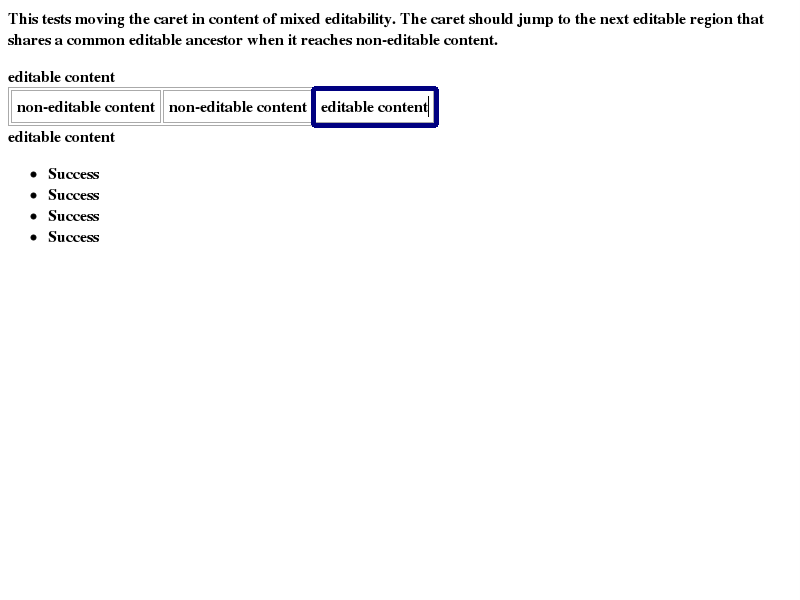 This tests moving the caret in content of mixed editability. The caret should jump to the next editable region that
shares a common editable ancestor when it reaches non-editable content.
editable content
non-editable content non-editable content editable content
editable content
Success
Success
Success
Success